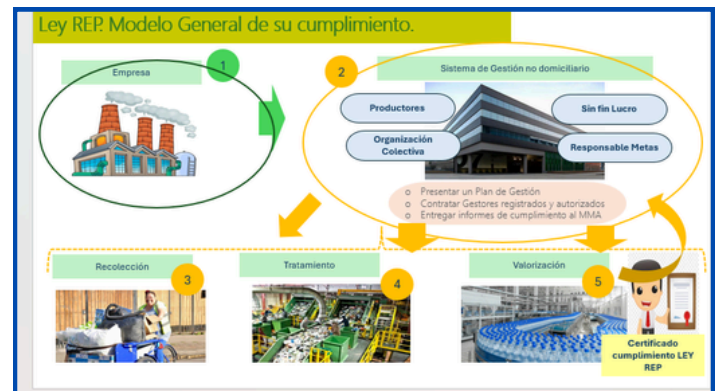 Ley REP. Modelo General de su cumplimiento.
Empresa
1
2
Sistema de Gestión no domiciliario
Productores
Sin fin Lucro
Organización
Colectiva
Responsable Metas
o Presentar un Plan de Gestión
o Contratar Gestores registrados y autorizados
o Entregar informes de cumplimiento al MMA
Recolección
3
Tratamiento
4
Valorización
5
Certificado
cumplimiento LEY
REP